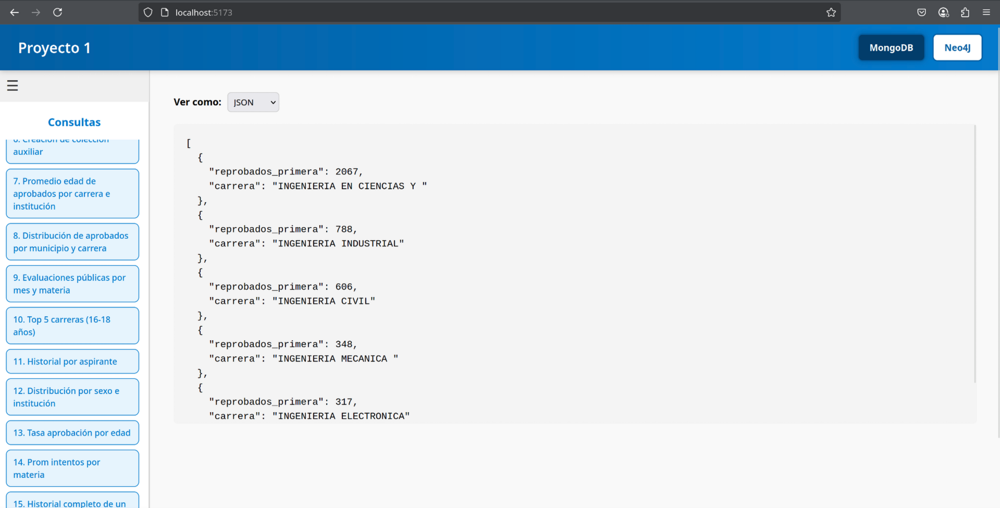 localhost:5173
Proyecto 1
MongoDB
Neo4J
Ver como:
JSON
Consultas
6. Creación de colección
auxiliar
7. Promedio edad de
aprobados por carrera e
institución
8. Distribución de aprobados
por municipio y carrera
9. Evaluaciones públicas por
mes y materia
10. Top 5 carreras (16-18
años)
11. Historial por aspirante
12. Distribución por sexo e
institución
13. Tasa aprobación por edad
14. Prom intentos por
materia
15. Historial completo de un
[
{
"reprobados_primera": 2067,
"carrera": "INGENIERIA EN CIENCIAS Y "
},
{
"reprobados_primera": 788,
"carrera": "INGENIERIA INDUSTRIAL"
},
{
"reprobados_primera": 606,
"carrera": "INGENIERIA CIVIL"
},
{
"reprobados_primera": 348,
"carrera": "INGENIERIA MECANICA "
},
{
"reprobados_primera": 317,
"carrera": "INGENIERIA ELECTRONICA"